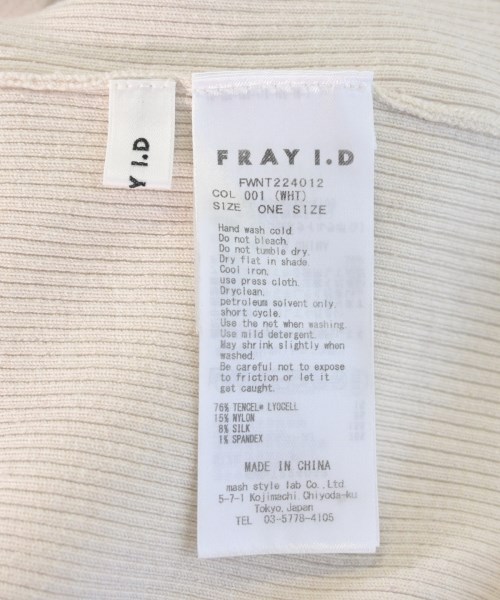 Y I.D
FRAY I.D
FWNT224012
COL 001 (WHT)
SIZE ONE SIZE
Hand wash cold.
Do not bleach.
Do not tumble dry.
Dry flat in shade.
Cool iron,
use press cloth.
Dryclean,
petroleum solvent only,
short cycle.
Use the net when washing.
Use mild detergent.
May shrink slightly when
washed.
Be careful not to expose
to friction or let it
get caught.
76% TENCEL® LYOCELL
15% NYLON
8% SILK
1% SPANDEX
MADE IN CHINA
mash style lab Co.,Ltd.
5-7-1 Kojimachi Chiyoda-ku
Tokyo, Japan
TEL 03-5778-4105